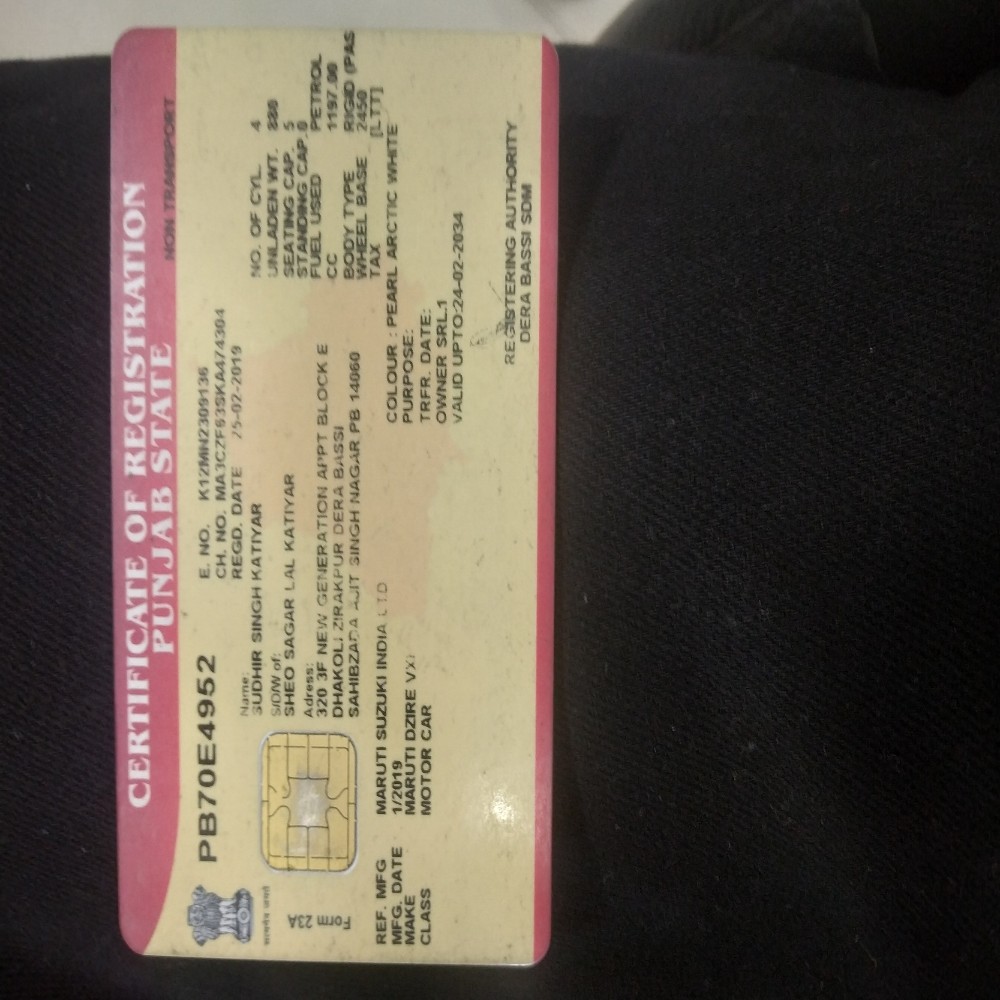 CERTIFICATE OF REGISTRATION
PUNJAB STATE
NON TRANSPORT
सत्यमेव जयते
PB70E4952
E. NO. K12MN2309136
CH. NO. MA3CZF63SKA474304
REGD. DATE 25-02-2019
Name:
SUDHIR SINGH KATIYAR
S/D/W of:
SHEO SAGAR LAL KATIYAR
Adress:
320 3F NEW GENERATION APPT BLOCK E
DHAKOLI ZIRAKPUR DERA BASSI
SAHIBZADA AJIT SINGH NAGAR PB 14060
NO. OF CYL. 4
UNLADEN WT. 880
SEATING CAP. 5
STANDING CAP. 0
FUEL USED PETROL
CC 1197.00
BODY TYPE RIGID (PAS
WHEEL BASE 2450
TAX [LTT]
Form 23A
REF. MFG MARUTI SUZUKI INDIA LTD
MFG. DATE 1/2019
MAKE MARUTI DZIRE VXI
CLASS MOTOR CAR
COLOUR : PEARL ARCTIC WHITE
PURPOSE:
TRFR. DATE:
OWNER SRL.1
VALID UPTO:24-02-2034
REGISTERING AUTHORITY
DERA BASSI SDM